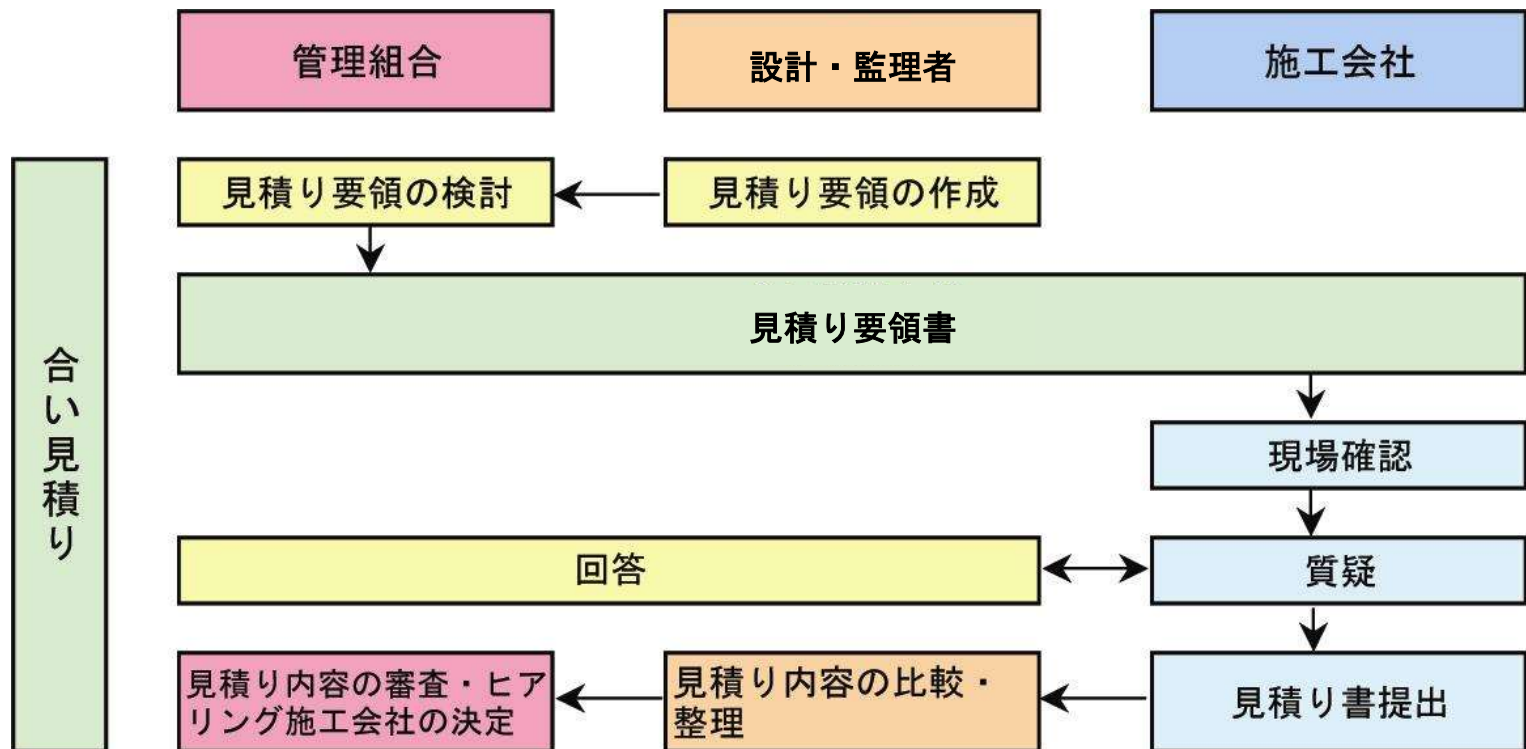 管理組合
設計・監理者
施工会社
合い見積り
見積り要領の検討
見積り要領の作成
見積り要領書
現場確認
回答
質疑
見積り内容の審査・ヒア
リング施工会社の決定
見積り内容の比較・
整理
見積り書提出